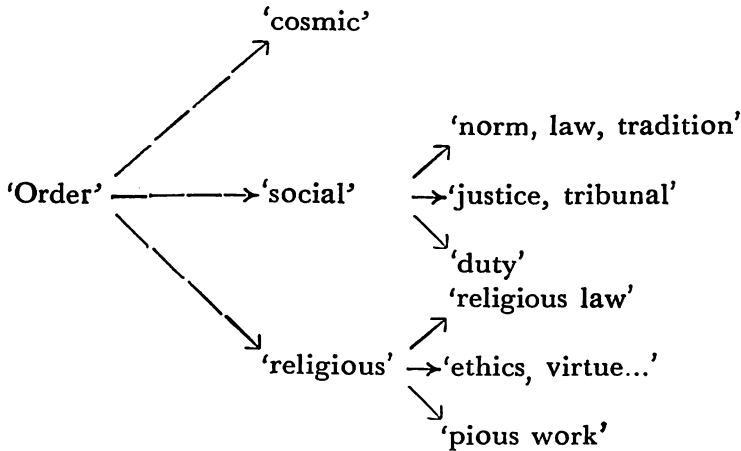 ‘cosmic’
‘norm, law, tradition’
‘Order’ ‘social’ ‘justice, tribunal’
‘duty’
‘religious law’
‘religious’ ‘ethics, virtue...’
‘pious work’